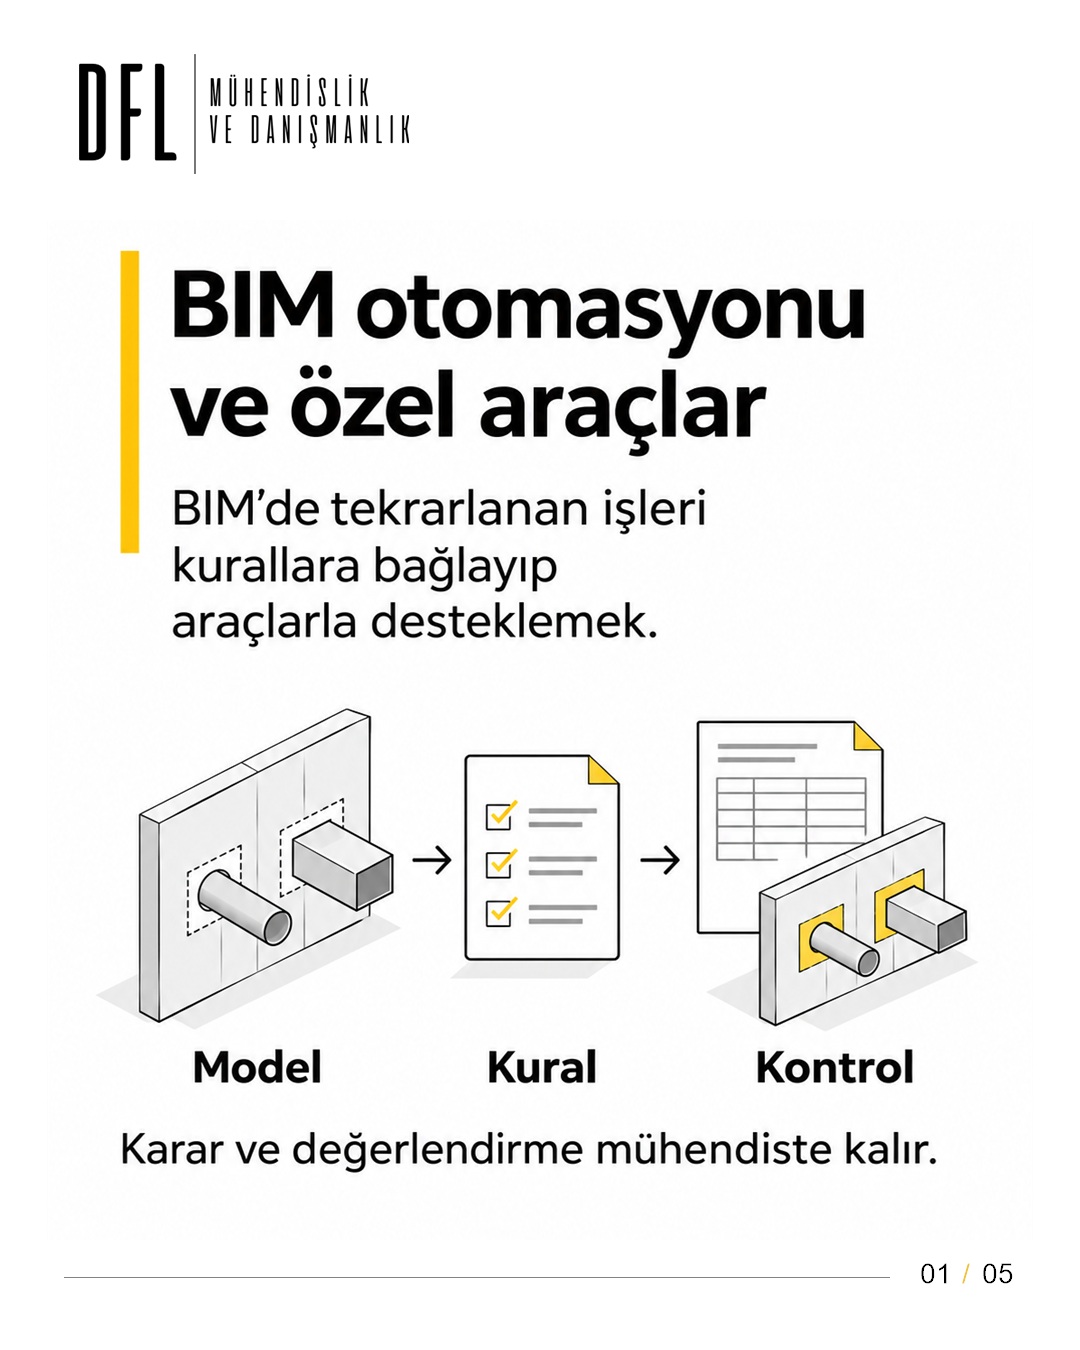 DFL
MÜHENDİSLİK
VE DANIŞMANLIK
BIM otomasyonu
ve özel araçlar
BIM’de tekrarlanan işleri
kurallara bağlayıp
araçlarla desteklemek.
Model
Kural
Kontrol
Karar ve değerlendirme mühendiste kalır.
01 / 05